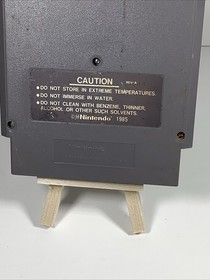 CAUTION
REV-A
•DO NOT STORE IN EXTREME TEMPERATURES.
•DO NOT IMMERSE IN WATER.
•DO NOT CLEAN WITH BENZENE, THINNER,
ALCOHOL OR OTHER SUCH SOLVENTS.
© Nintendo 1985